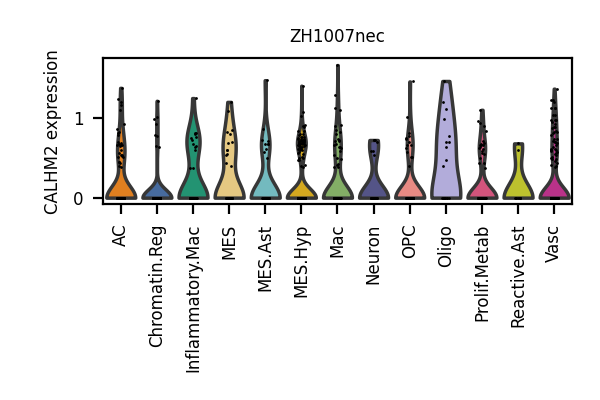 ZH1007nec
CALHM2 expression
1
0
AC
Chromatin.Reg
Inflammatory.Mac
MES
MES.Ast
MES.Hyp
Mac
Neuron
OPC
Oligo
Prolif.Metab
Reactive.Ast
Vasc